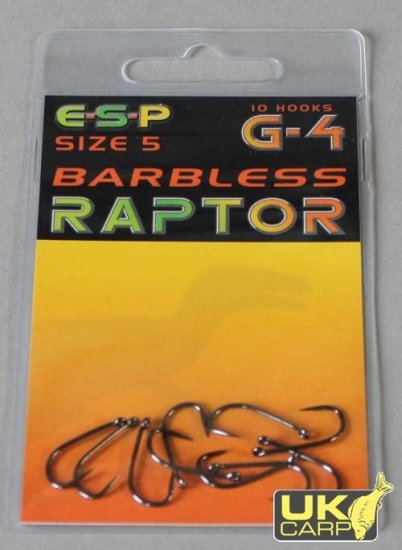 E-S-P
10 HOOKS
SIZE 5
G-4
BARBLESS
RAPTOR
UK
CARP